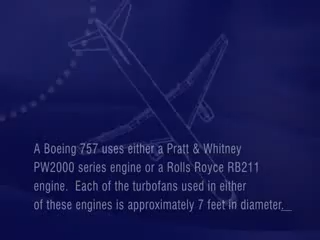 A Boeing 757 uses either a Pratt & Whitney
PW2000 series engine or a Rolls Royce RB211
engine. Each of the turbofans used in either
of these engines is approximately 7 feet in diameter._